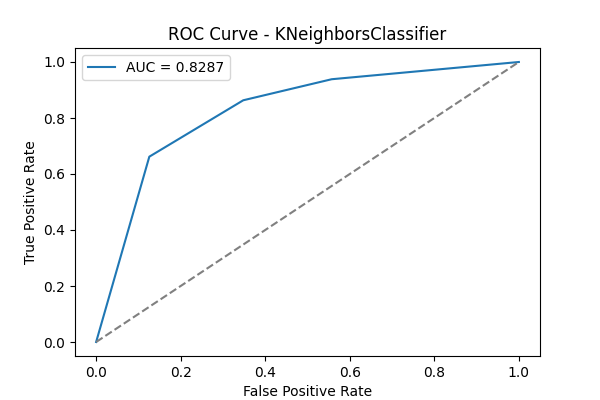 ROC Curve - KNeighborsClassifier
AUC = 0.8287
True Positive Rate
1.0
0.8
0.6
0.4
0.2
0.0
0.0 0.2 0.4 0.6 0.8 1.0
False Positive Rate